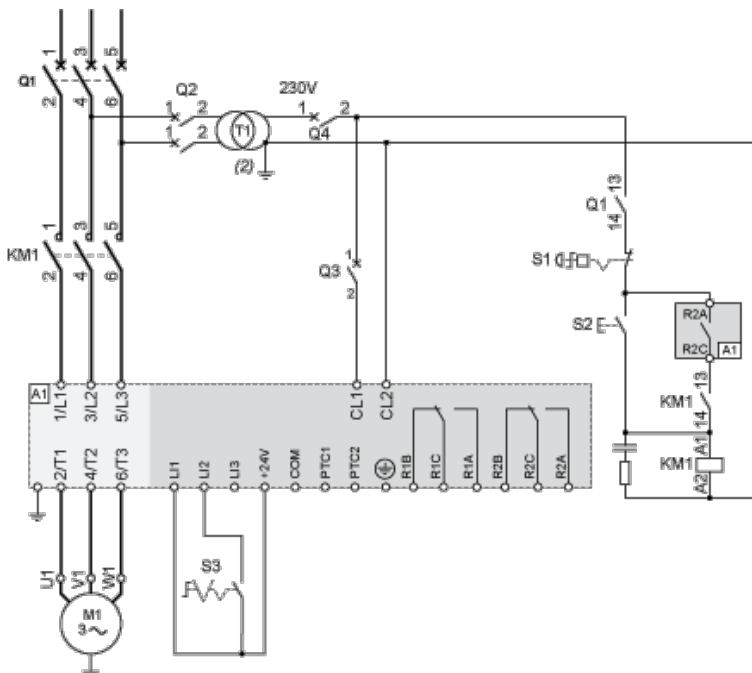 1 3 5
Q1
2 4 6
Q2
1 2
2
T1
(2)
230V
1 2
Q4
13
Q1
14
1 3 5
KM1
2 4 6
1
Q3
2
S1
S2
R2A
R2C
A1
13
KM1
14
A1
KM1
A2
A1
1/L1 3/L2 5/L3 CL1 CL2
2/T1 4/T2 6/T3 LI1 LI2 LI3 +24V COM PTC1 PTC2 R1B R1C R1A R2B R2C R2A
S3
U1 V1 W1
M1
3~